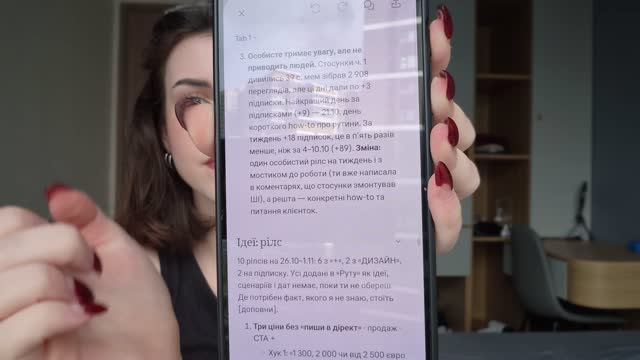 Tab 1
3. Особисте тримає увагу, але не
приводить людей. Стосунки ч. 1
дивились 39 с, мем зібрав 2 908
переглядів, але ці дні дали по +3
підписки. Найкращий день за
підписками (+9) — 21.10, день
короткого how-to про рутини. За
тиждень +18 підписок, це в пʼять разів
менше, ніж за 4-10.10 (+89). Зміна:
один особистий рілс на тиждень і з
мостиком до роботи (ти вже написала
в коментарях, що стосунки змонтував
ШІ), а решта — конкретні how-to та
питання клієнток.
Ідеї рілс
10 рілсів на 26.10-1.11: 6 з «+», 2 з «ДИЗАЙН»,
2 на підписку. Усі додані в «Руту» як ідеї,
сценаріїв і дат немає, поки ти не обереш
Де потрібен факт, якого я не знаю, стоїть
[доповни].
1. Три ціни без «пиши в дірект» · продаж ·
CTA +
Хук 1: «1 300, 2 000 чи від 2 500 євро